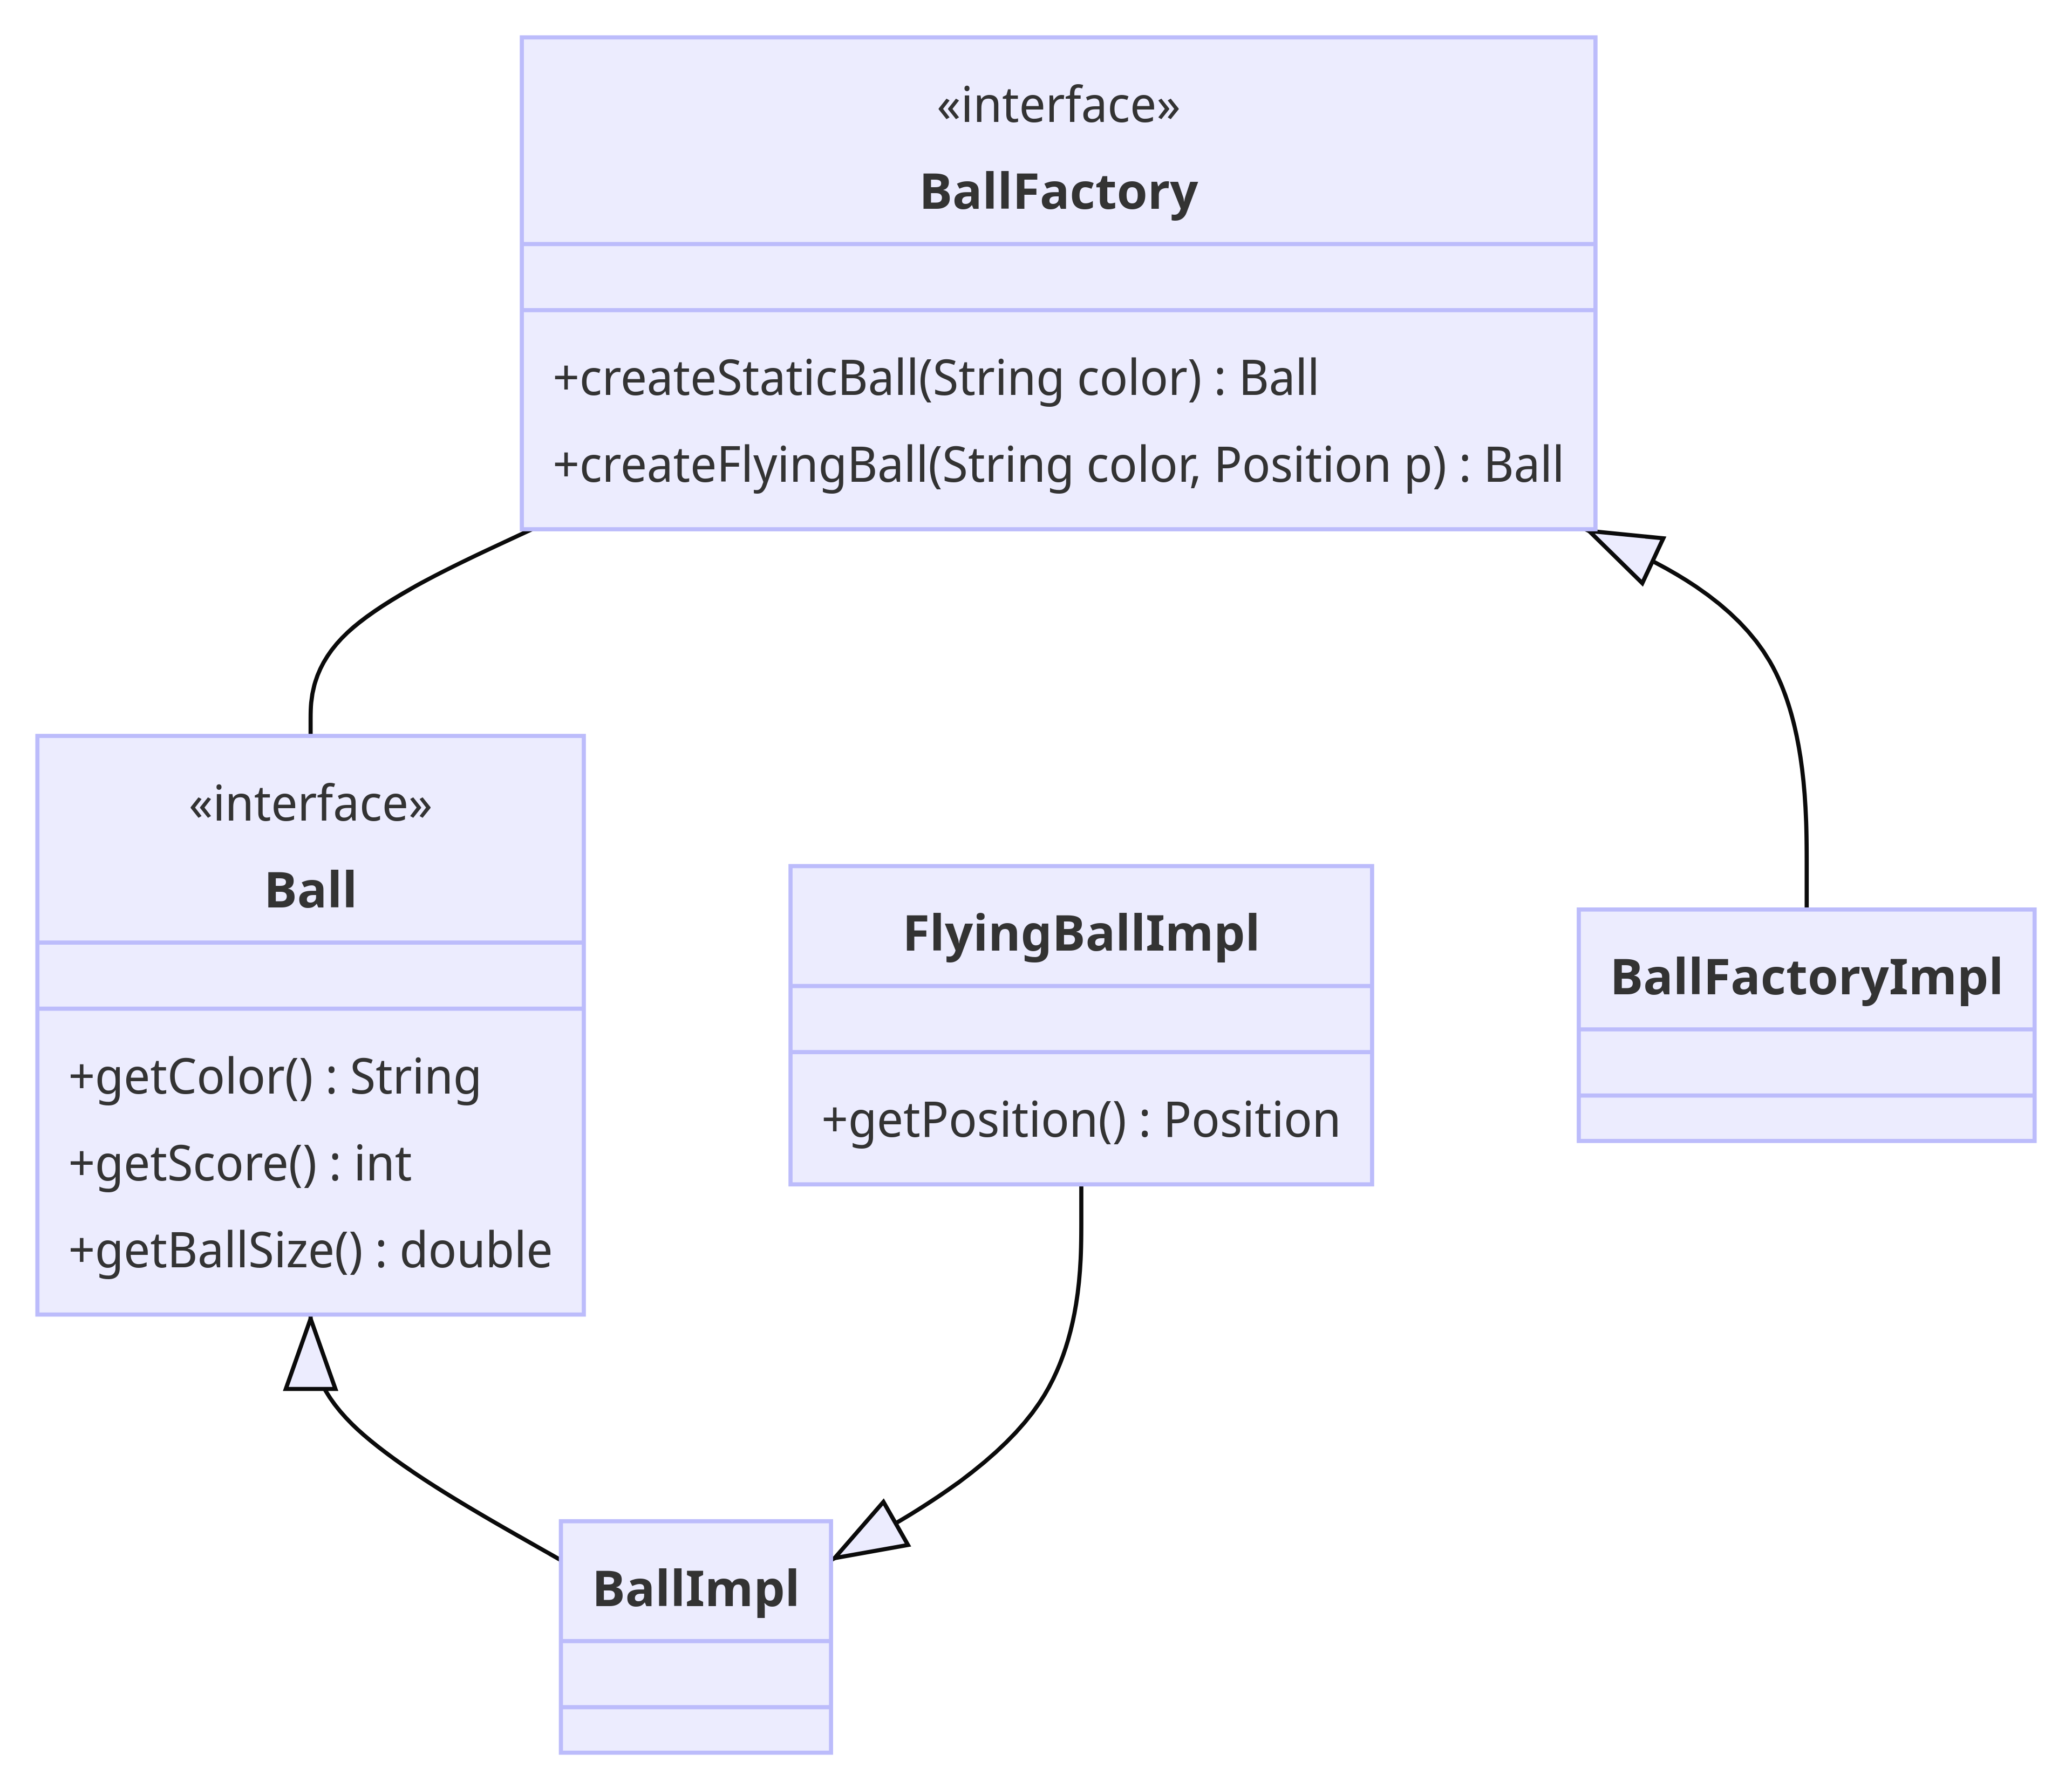 «interface»
BallFactory
+createStaticBall(String color) : Ball
+createFlyingBall(String color, Position p) : Ball
«interface»
Ball
+getColor() : String
+getScore() : int
+getBallSize() : double
FlyingBallImpl
+getPosition() : Position
BallFactoryImpl
BallImpl